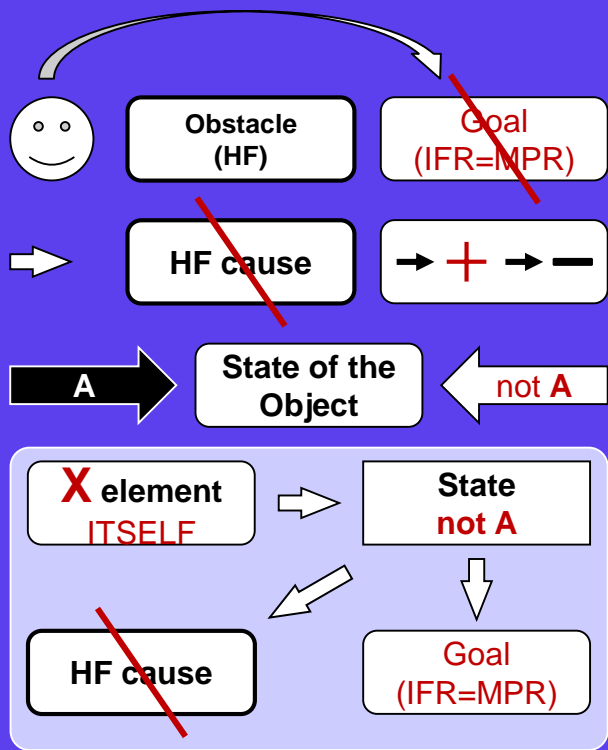 Obstacle
(HF)
Goal
(IFR=MPR)
HF cause
A
State of the
Object
not A
X element
ITSELF
State
not A
HF cause
Goal
(IFR=MPR)